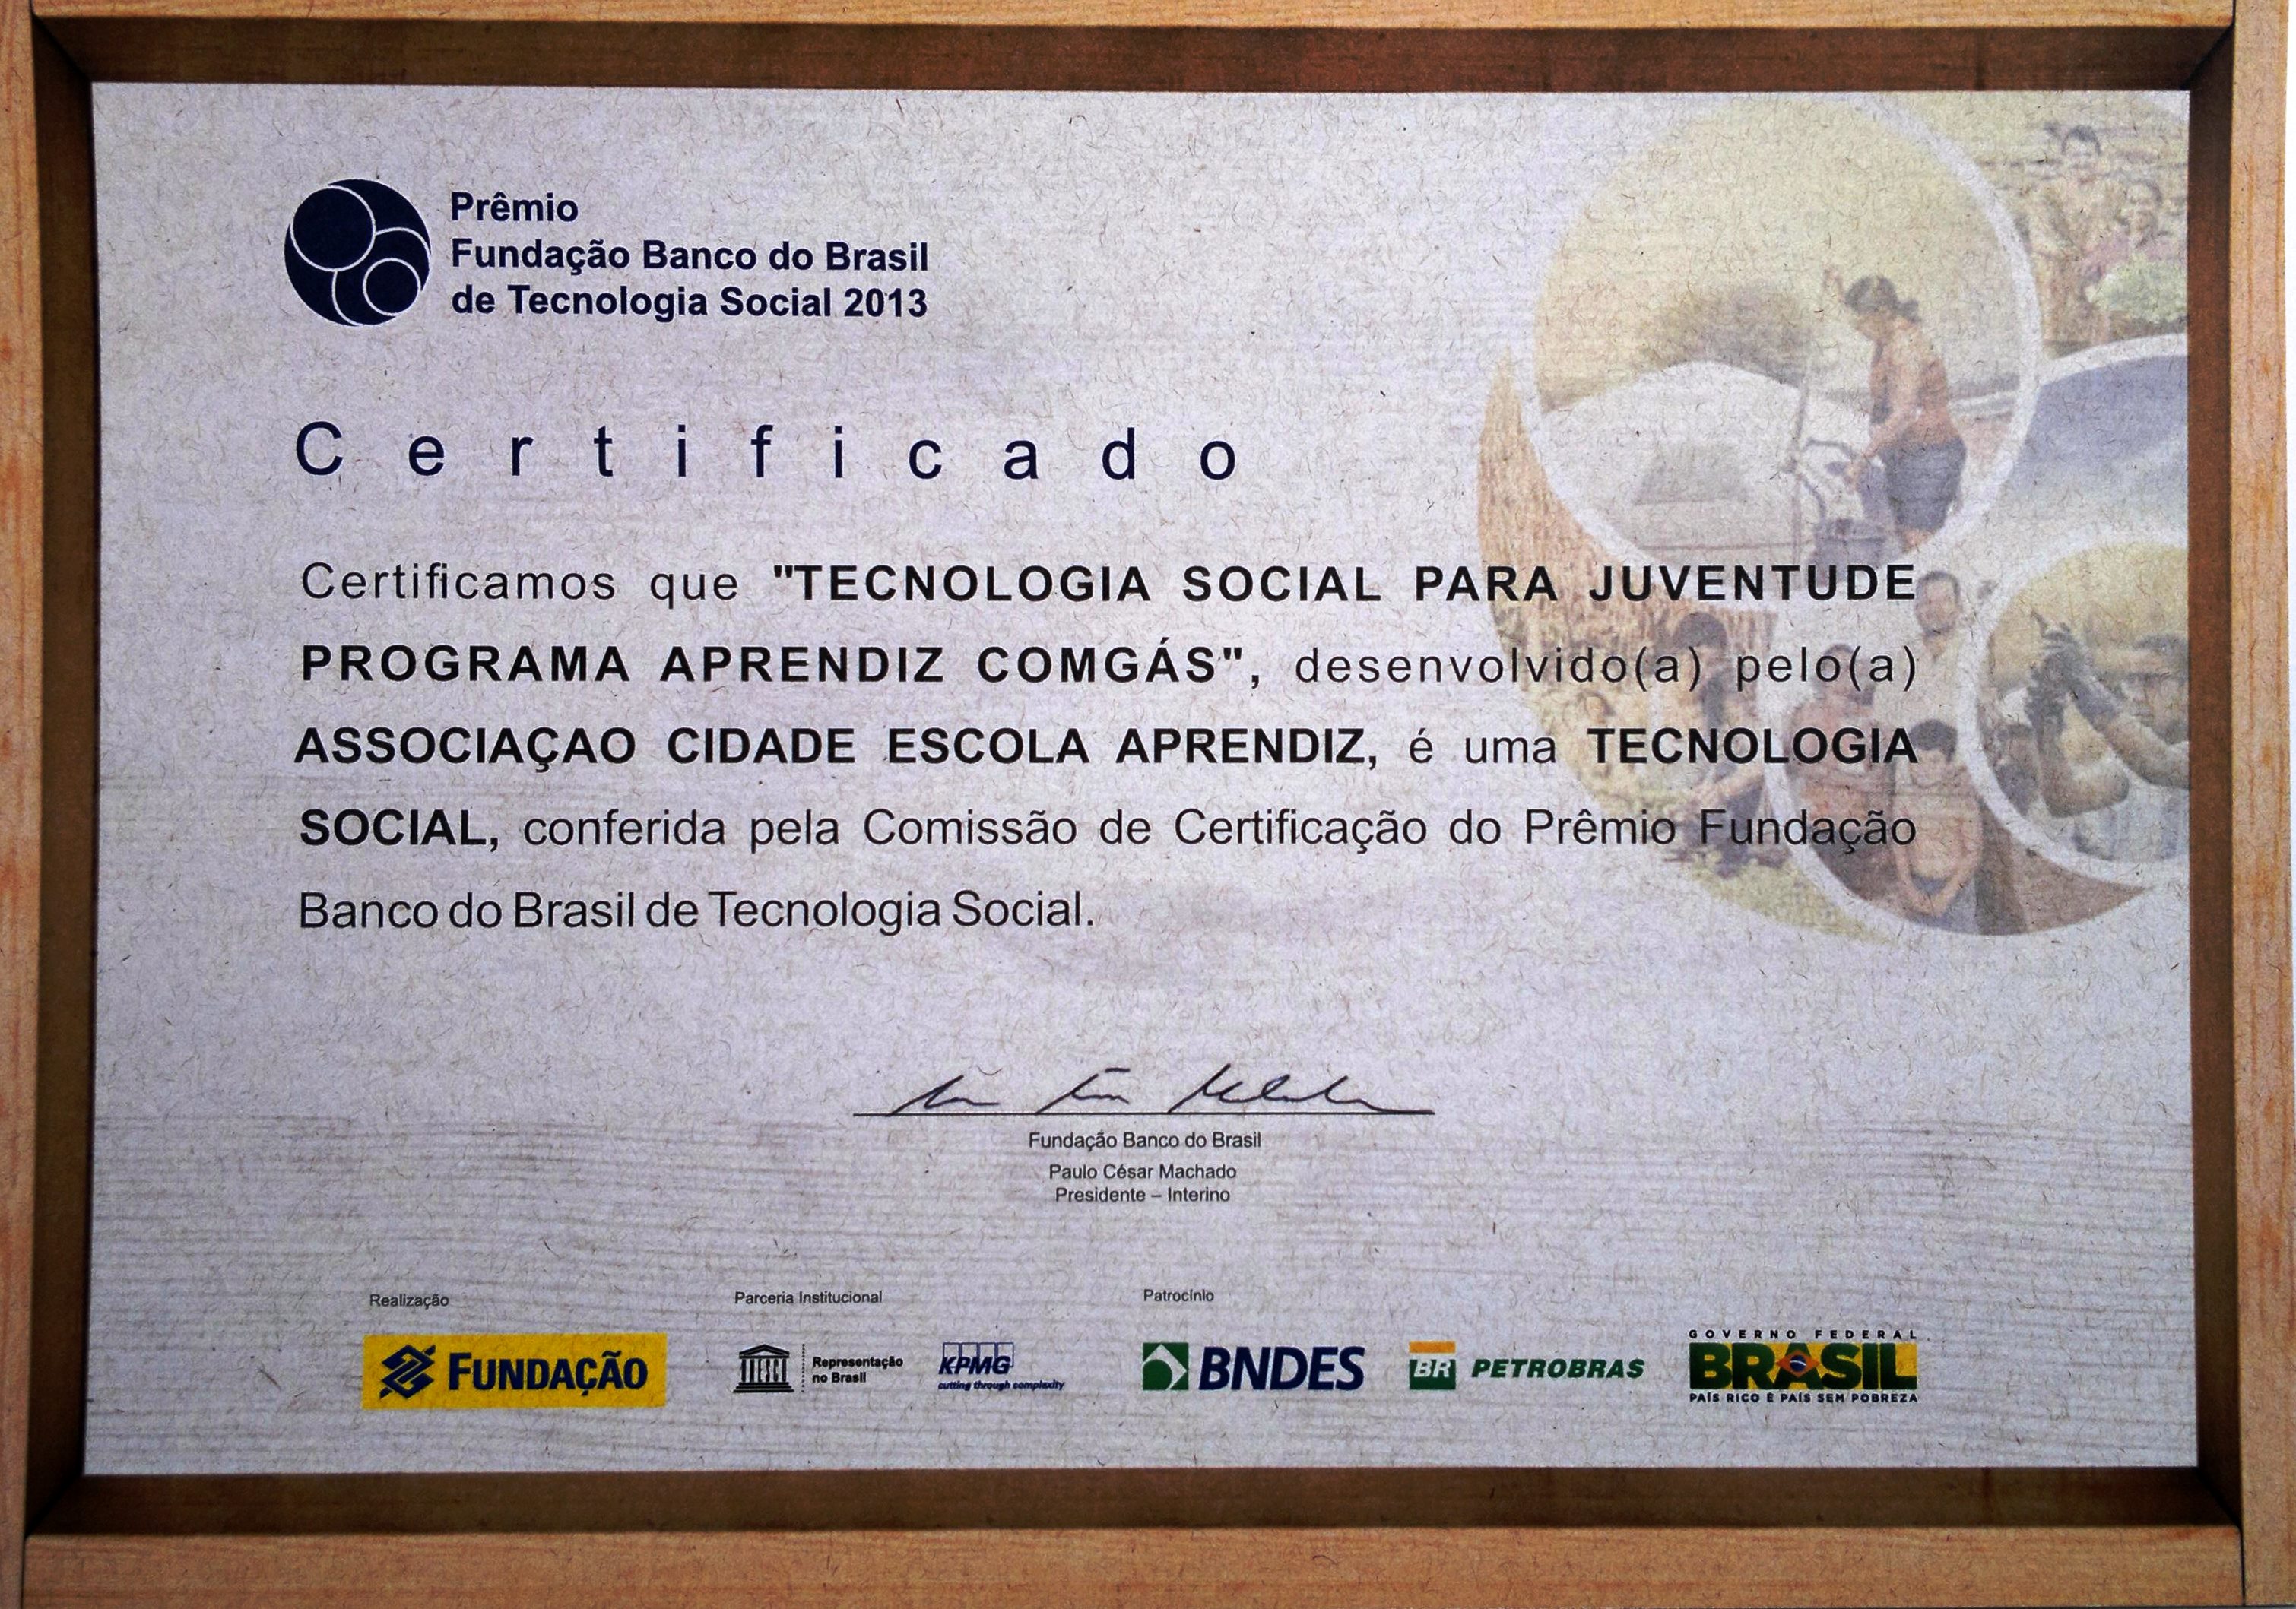 Prêmio
Fundação Banco do Brasil
de Tecnologia Social 2013
Certificado
Certificamos que "TECNOLOGIA SOCIAL PARA JUVENTUDE
PROGRAMA APRENDIZ COMGÁS", desenvolvido(a) pelo(a)
ASSOCIAÇAO CIDADE ESCOLA APRENDIZ, é uma TECNOLOGIA
SOCIAL, conferida pela Comissão de Certificação do Prêmio Fundação
Banco do Brasil de Tecnologia Social.
Fundação Banco do Brasil
Paulo César Machado
Presidente – Interino
Realização
Parceria Institucional
Patrocínio
FUNDAÇÃO
UNESCO
Representação
no Brasil
KPMG
cutting through complexity
BNDES
BR PETROBRAS
GOVERNO FEDERAL
BRASIL
PAÍS RICO É PAÍS SEM POBREZA